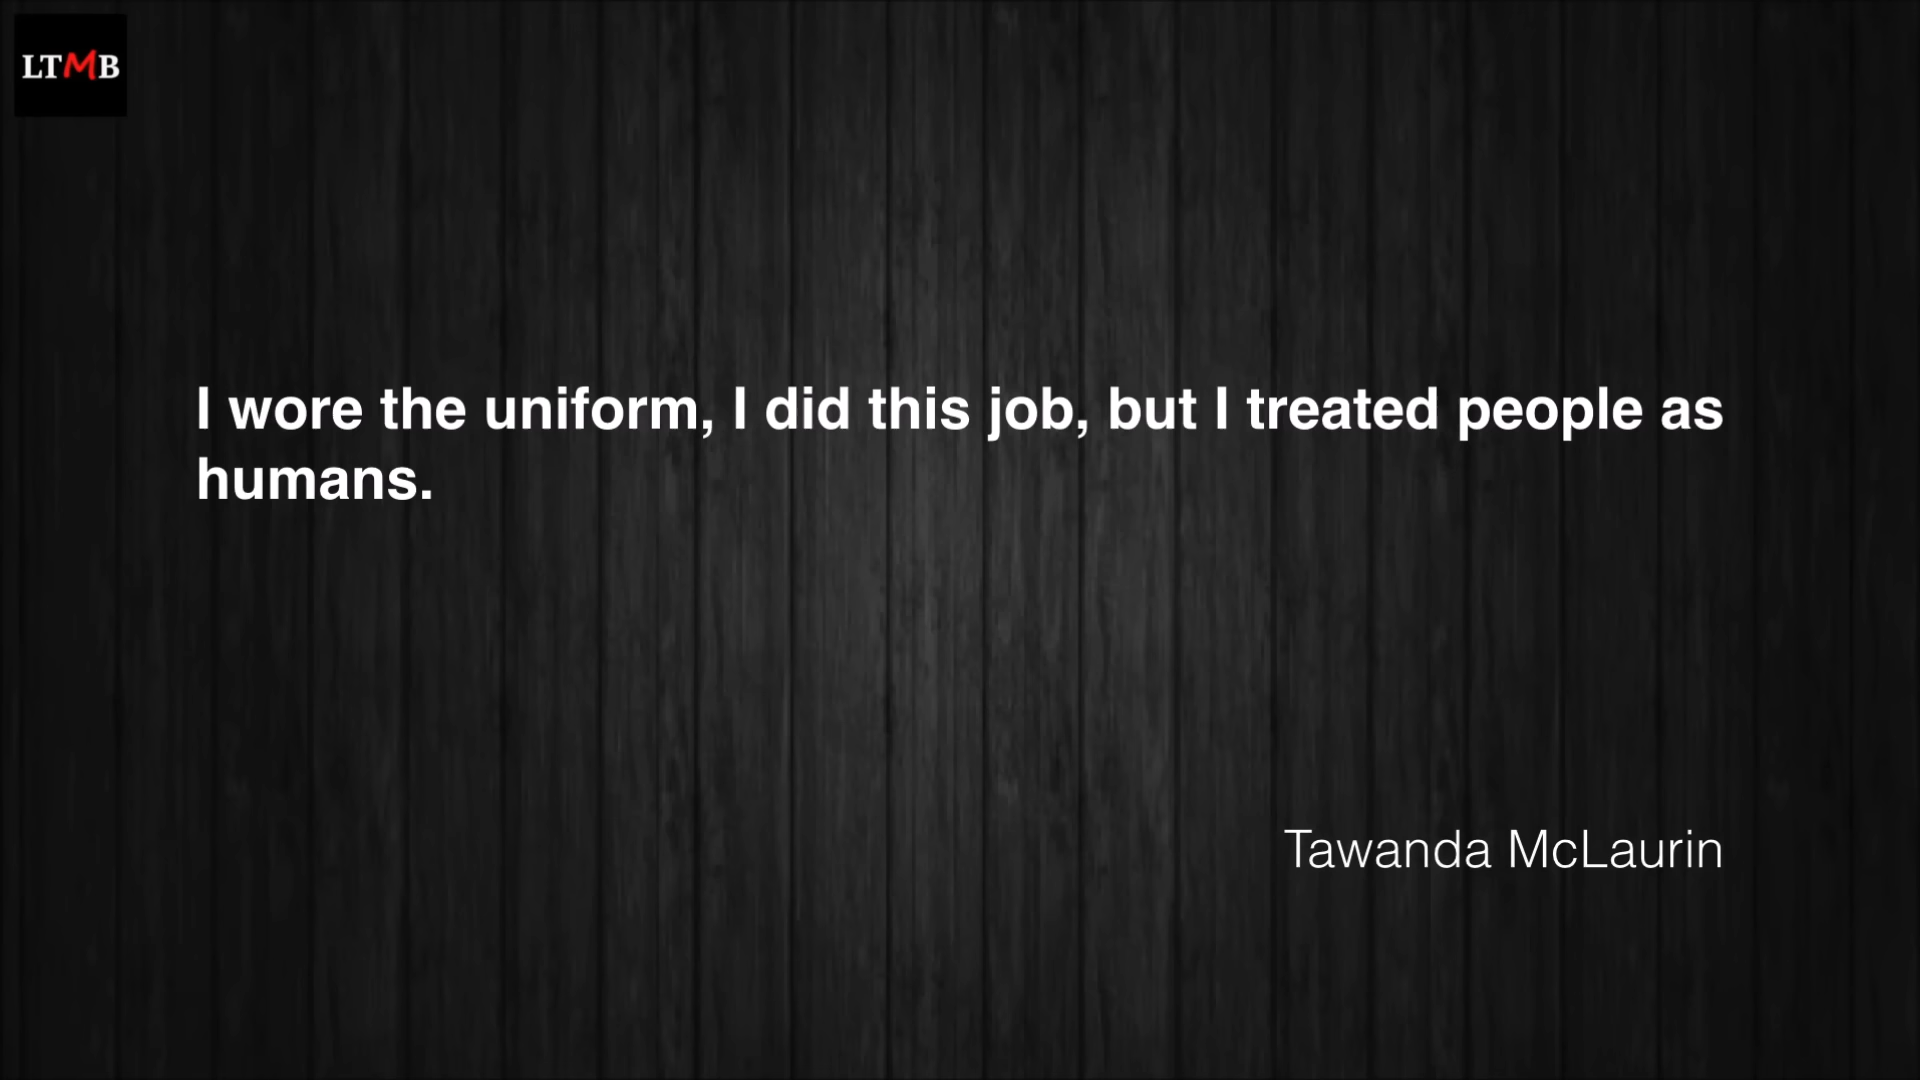 LTMB
I wore the uniform, I did this job, but I treated people as
humans.
Tawanda McLaurin